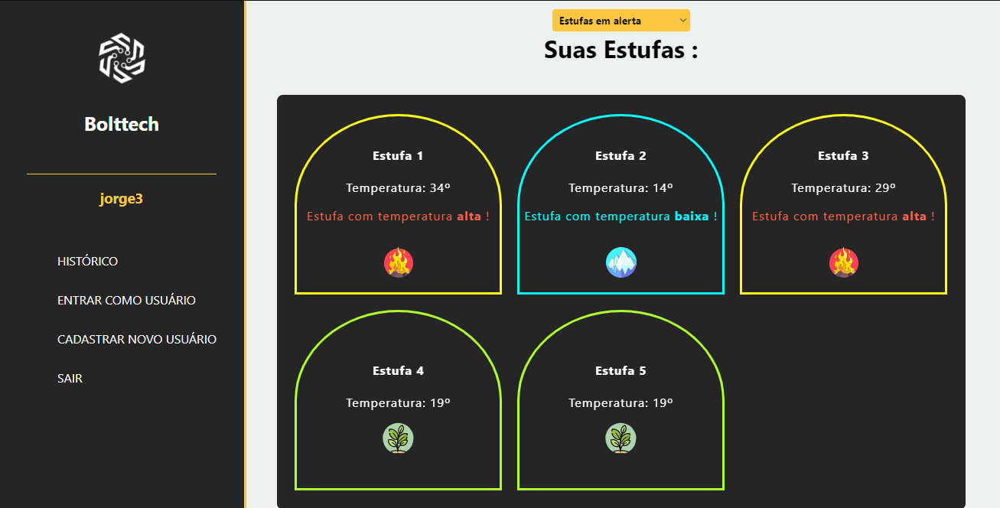 Bolttech
jorge3
HISTÓRICO
ENTRAR COMO USUÁRIO
CADASTRAR NOVO USUÁRIO
SAIR
Estufas em alerta
Suas Estufas :
Estufa 1
Temperatura: 34º
Estufa com temperatura alta !
Estufa 2
Temperatura: 14º
Estufa com temperatura baixa !
Estufa 3
Temperatura: 29º
Estufa com temperatura alta !
Estufa 4
Temperatura: 19º
Estufa 5
Temperatura: 19º